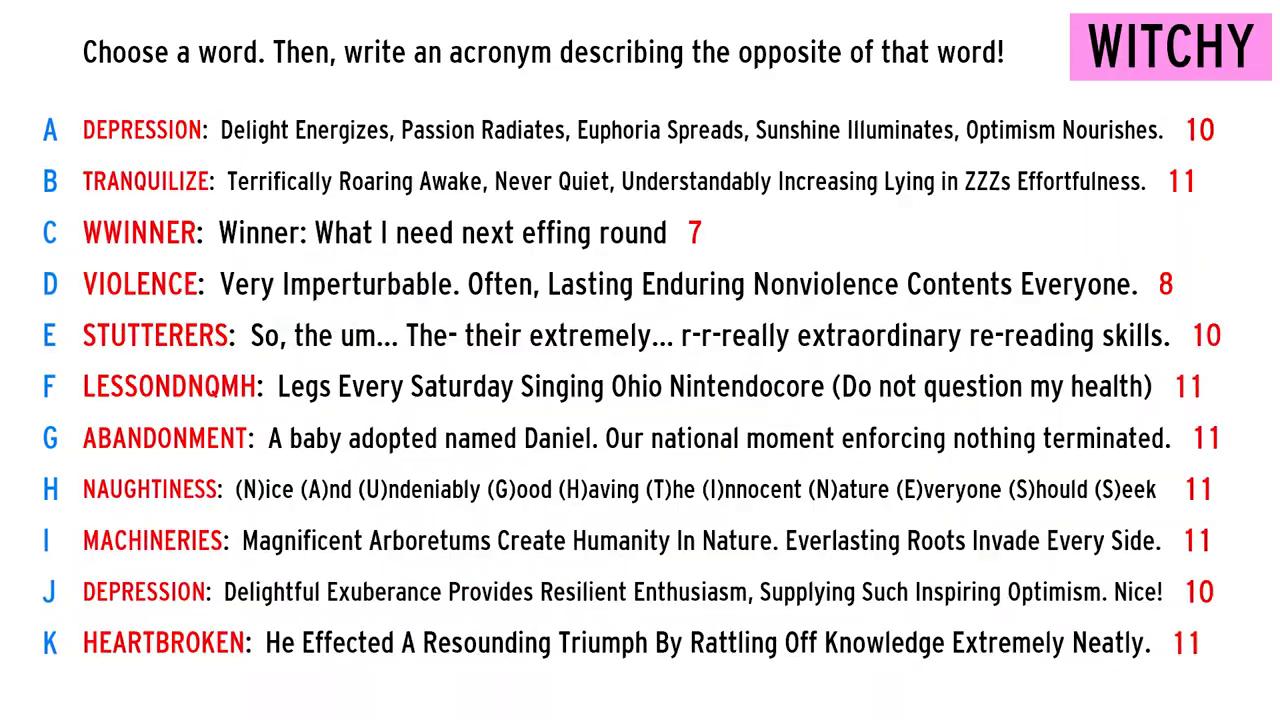 Choose a word. Then, write an acronym describing the opposite of that word!
WITCHY
A DEPRESSION: Delight Energizes, Passion Radiates, Euphoria Spreads, Sunshine Illuminates, Optimism Nourishes. 10
B TRANQUILIZE: Terrifically Roaring Awake, Never Quiet, Understandably Increasing Lying in ZZZs Effortfulness. 11
C WWINNER: Winner: What I need next effing round 7
D VIOLENCE: Very Imperturbable. Often, Lasting Enduring Nonviolence Contents Everyone. 8
E STUTTERERS: So, the um... The- their extremely... r-r-really extraordinary re-reading skills. 10
F LESSONDNQMH: Legs Every Saturday Singing Ohio Nintendocore (Do not question my health) 11
G ABANDONMENT: A baby adopted named Daniel. Our national moment enforcing nothing terminated. 11
H NAUGHTINESS: (N)ice (A)nd (U)ndeniably (G)ood (H)aving (T)he (I)nnocent (N)ature (E)veryone (S)hould (S)eek 11
I MACHINERIES: Magnificent Arboretums Create Humanity In Nature. Everlasting Roots Invade Every Side. 11
J DEPRESSION: Delightful Exuberance Provides Resilient Enthusiasm, Supplying Such Inspiring Optimism. Nice! 10
K HEARTBROKEN: He Effected A Resounding Triumph By Rattling Off Knowledge Extremely Neatly. 11